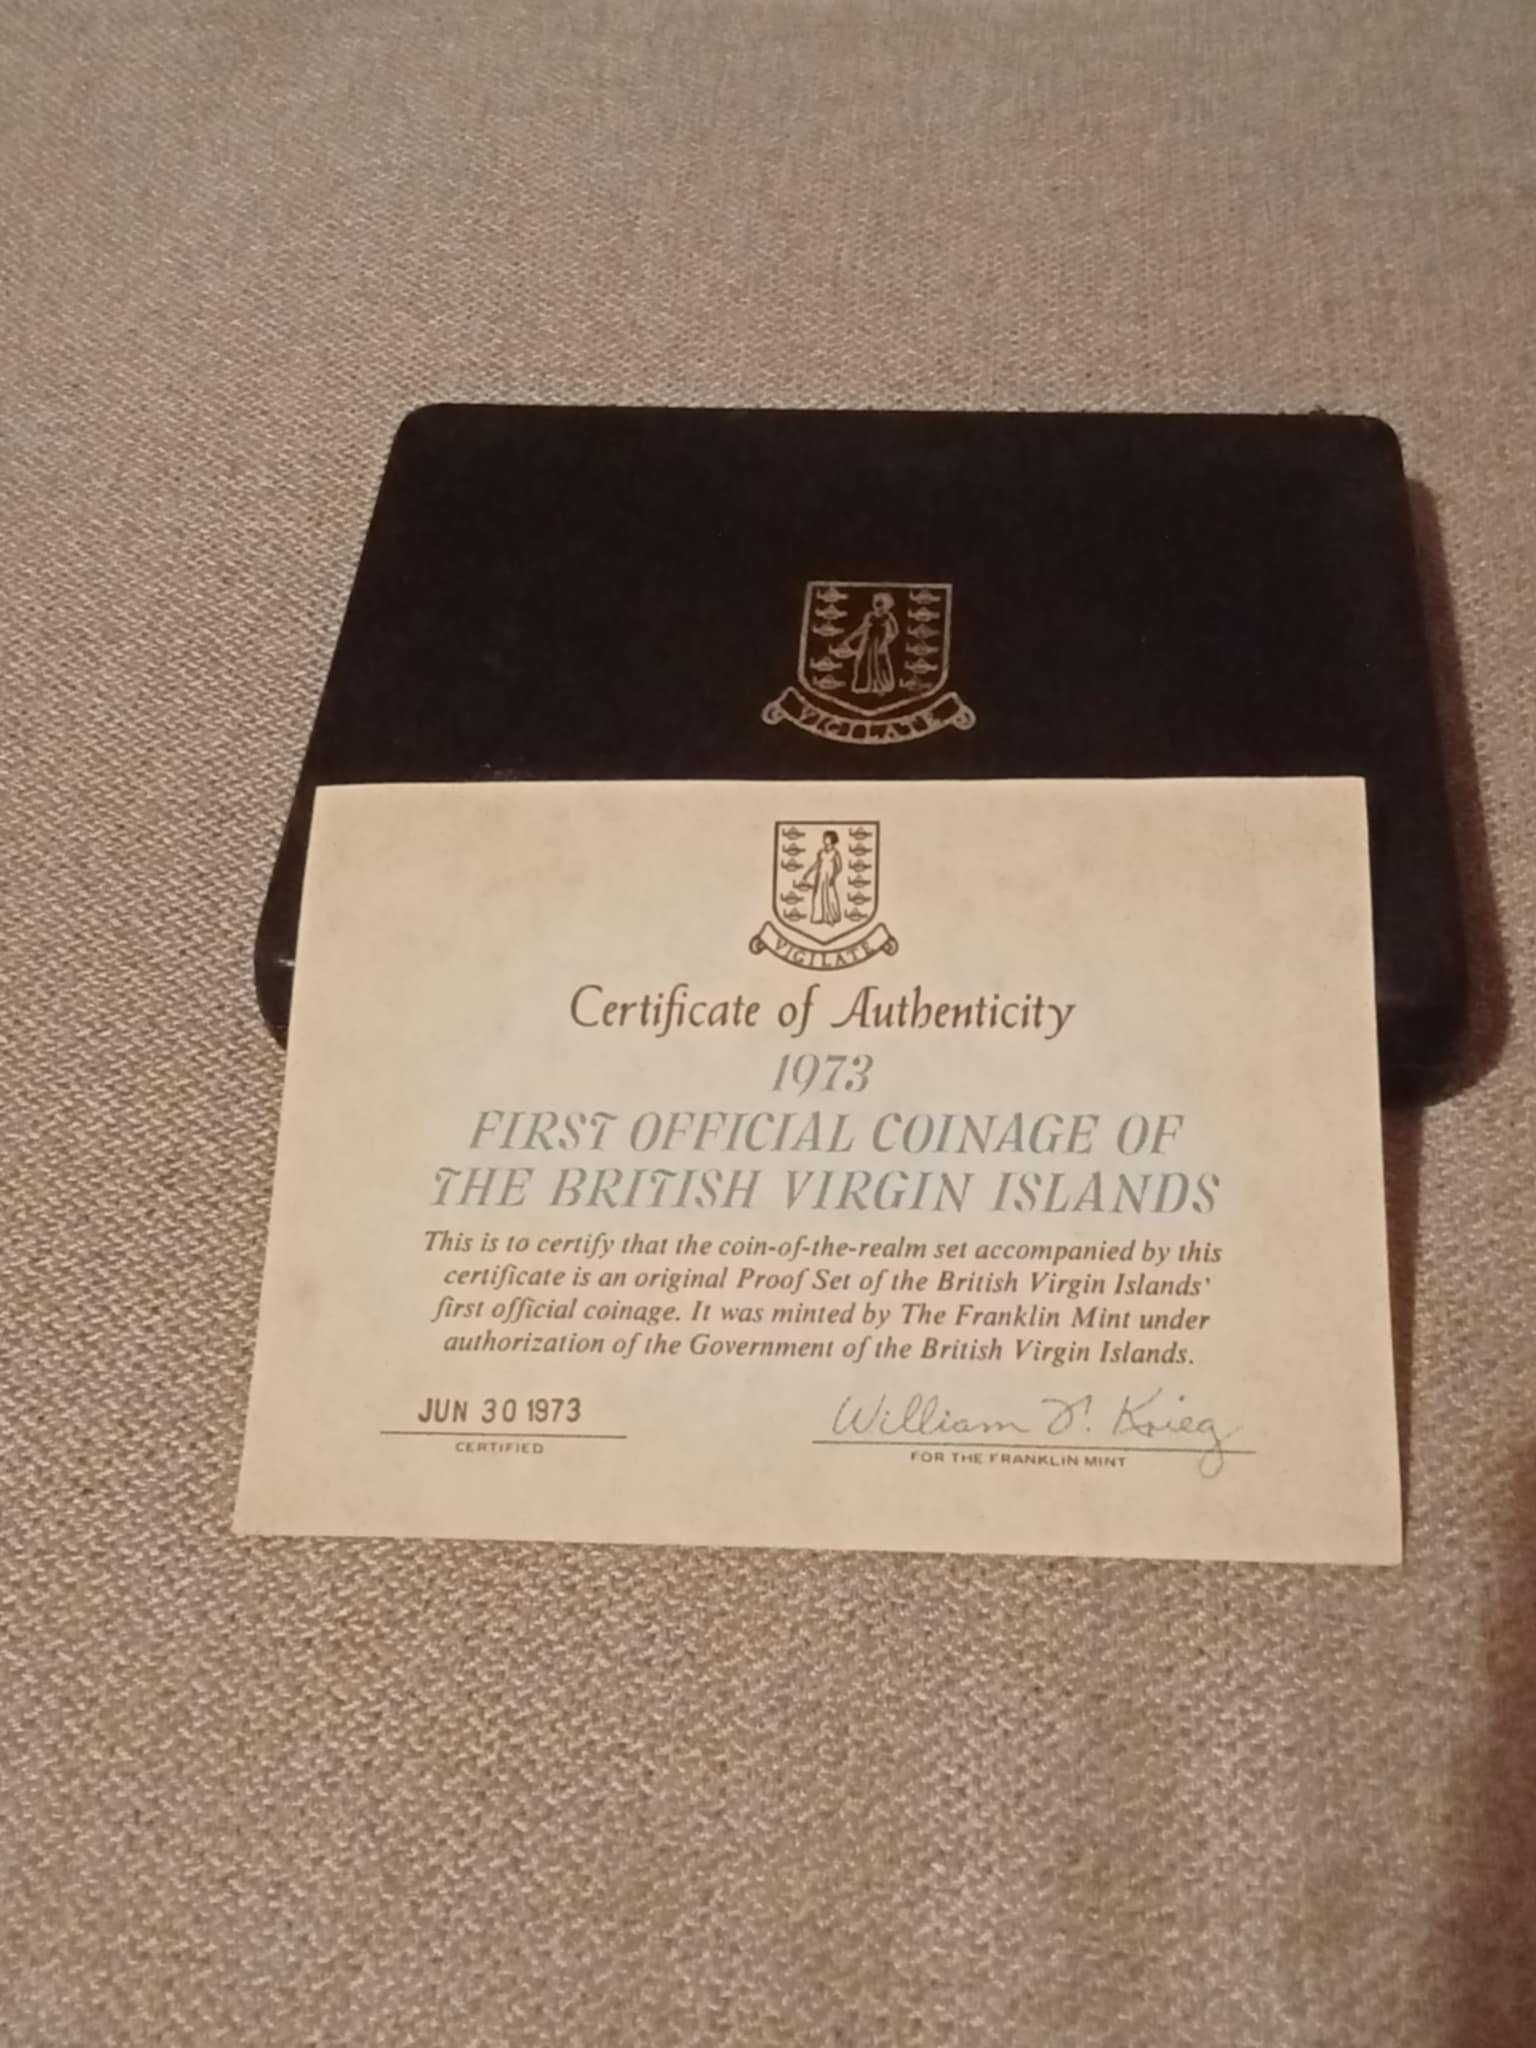 VIGILATE
VIGILATE
Certificate of Authenticity
1973
FIRST OFFICIAL COINAGE OF
THE BRITISH VIRGIN ISLANDS
This is to certify that the coin-of-the-realm set accompanied by this
certificate is an original Proof Set of the British Virgin Islands'
first official coinage. It was minted by The Franklin Mint under
authorization of the Government of the British Virgin Islands.
JUN 30 1973
CERTIFIED
William T. Krieg
FOR THE FRANKLIN MINT